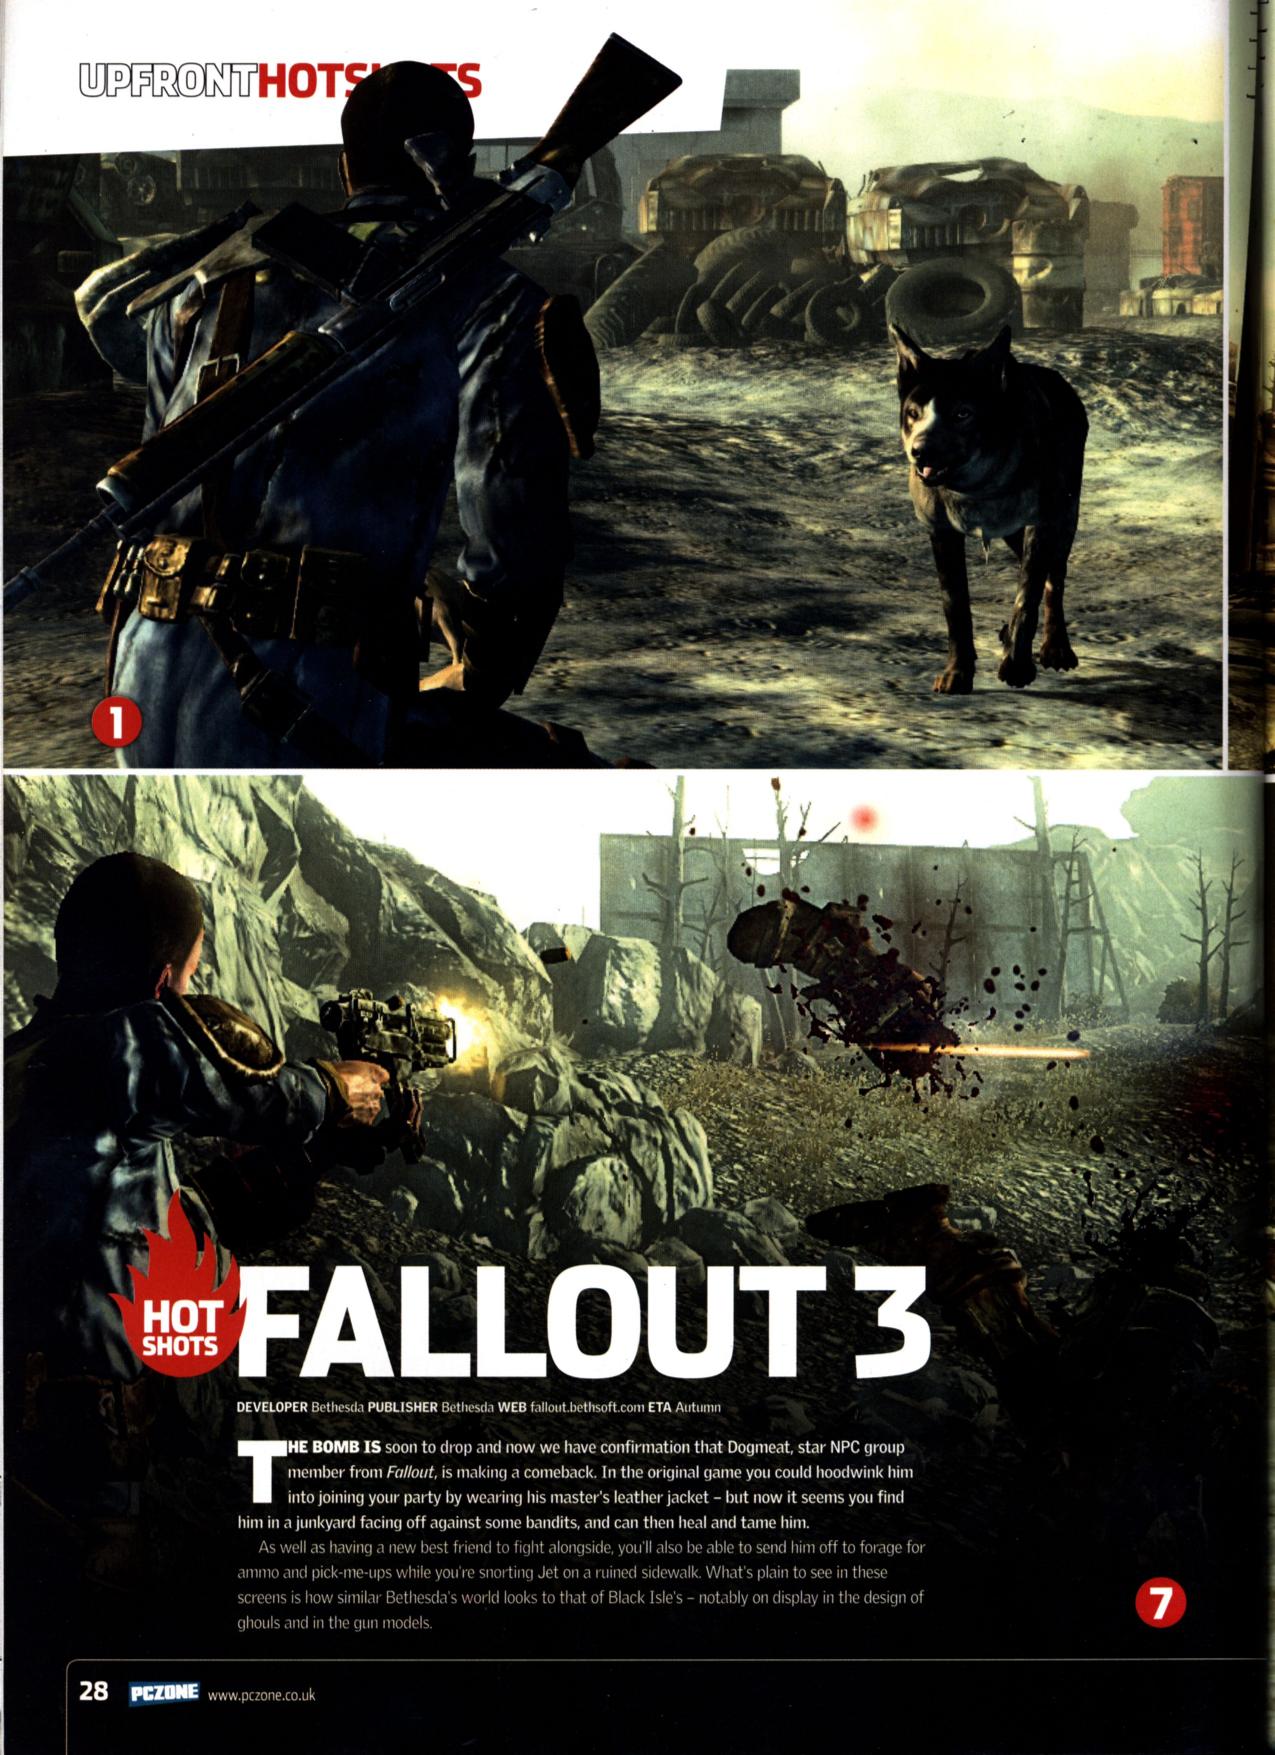 UPFRONTHOTSHOTS
1
HOT
SHOTS
FALLOUT 3
DEVELOPER Bethesda PUBLISHER Bethesda WEB fallout.bethsoft.com ETA Autumn
THE BOMB IS soon to drop and now we have confirmation that Dogmeat, star NPC group
member from Fallout, is making a comeback. In the original game you could hoodwink him
into joining your party by wearing his master's leather jacket – but now it seems you find
him in a junkyard facing off against some bandits, and can then heal and tame him.
As well as having a new best friend to fight alongside, you'll also be able to send him off to forage for
ammo and pick-me-ups while you're snorting Jet on a ruined sidewalk. What's plain to see in these
screens is how similar Bethesda's world looks to that of Black Isle's – notably on display in the design of
ghouls and in the gun models.
7
28 PCZONE www.pczone.co.uk